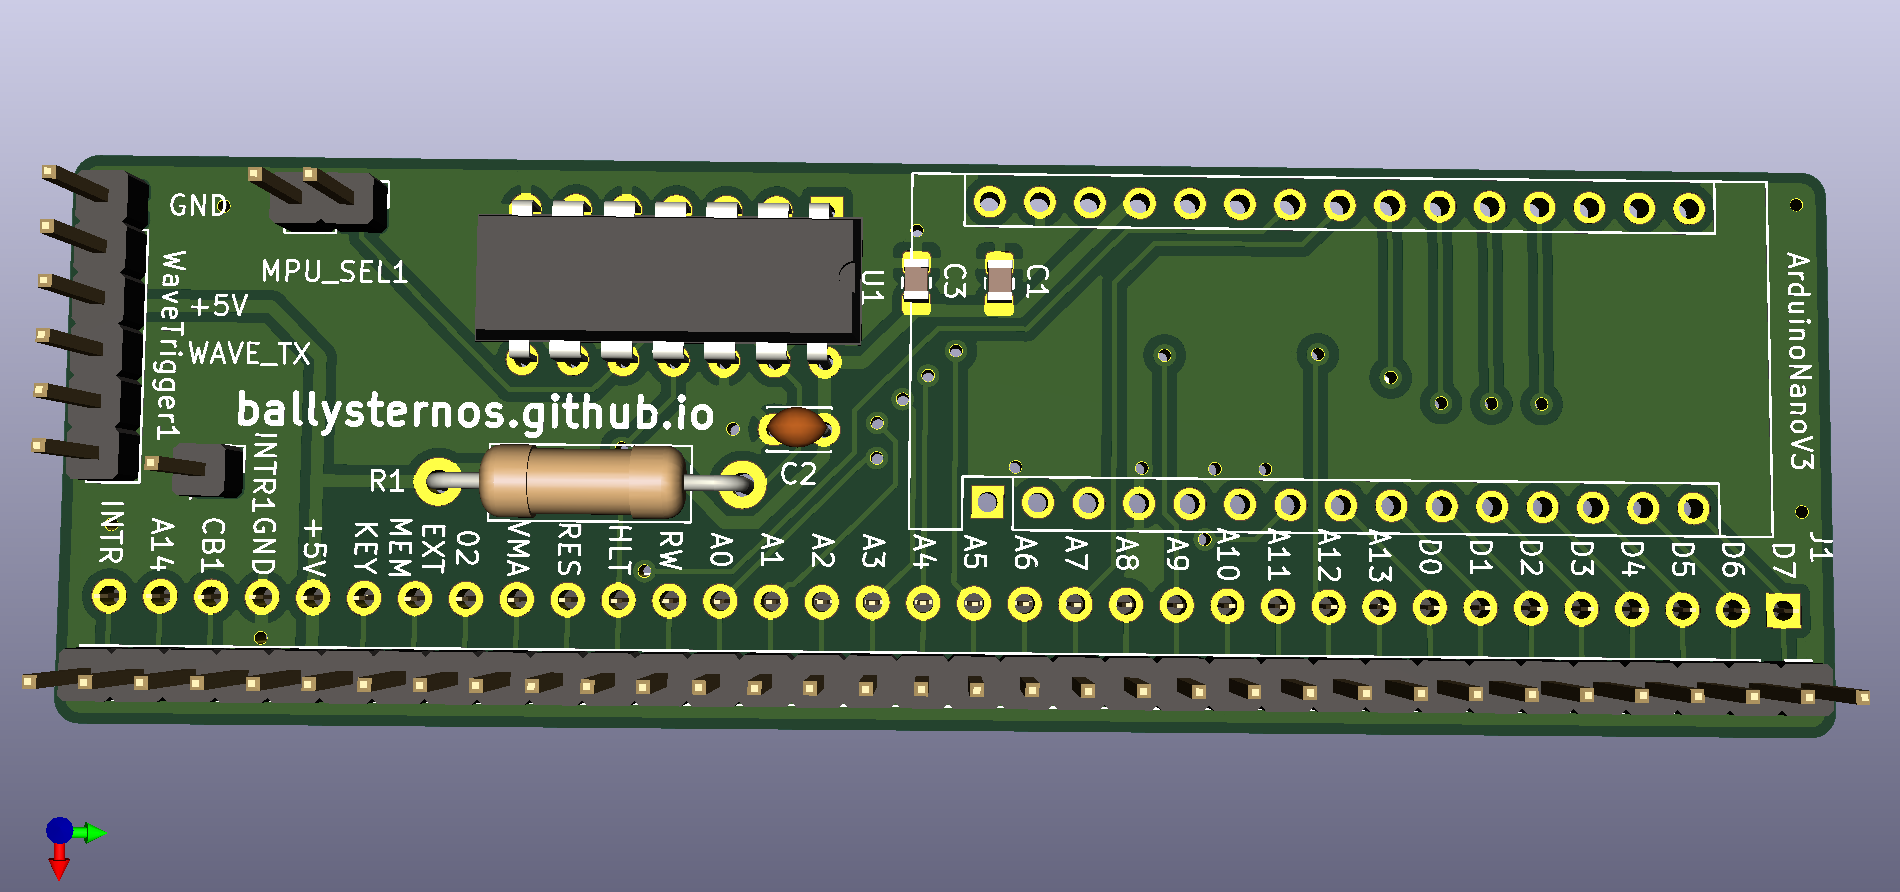 GND
MPU_SEL1
WaveTrigger1
+5V
WAVE_TX
U1
C3
C1
ArduinoNanoV3
ballysternos.github.io
INTR1
R1
C2
J1
INTR
A14
CB1
GND
+5V
KEY
MEM
EXT
O2
VMA
RES
HLT
RW
A0
A1
A2
A3
A4
A5
A6
A7
A8
A9
A10
A11
A12
A13
D0
D1
D2
D3
D4
D5
D6
D7